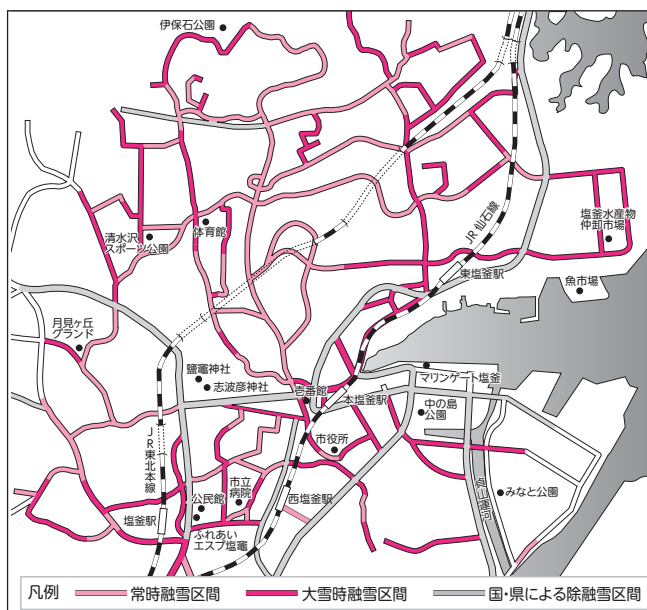 伊保石公園
塩釜水産物
仲卸市場
体育館
清水沢
スポーツ公園
JR 仙石線
東塩釜駅
魚市場
月見ヶ丘
グランド
鹽竈神社
志波彦神社
マリンゲート塩釜
壱番館
本塩釜駅
中の島
公園
JR東北本線
市役所
市立
病院
西塩釜駅
貞山運河
みなと公園
公民館
塩釜駅
ふれあい
エスプ塩竈
凡例
常時融雪区間
大雪時融雪区間
国・県による除融雪区間